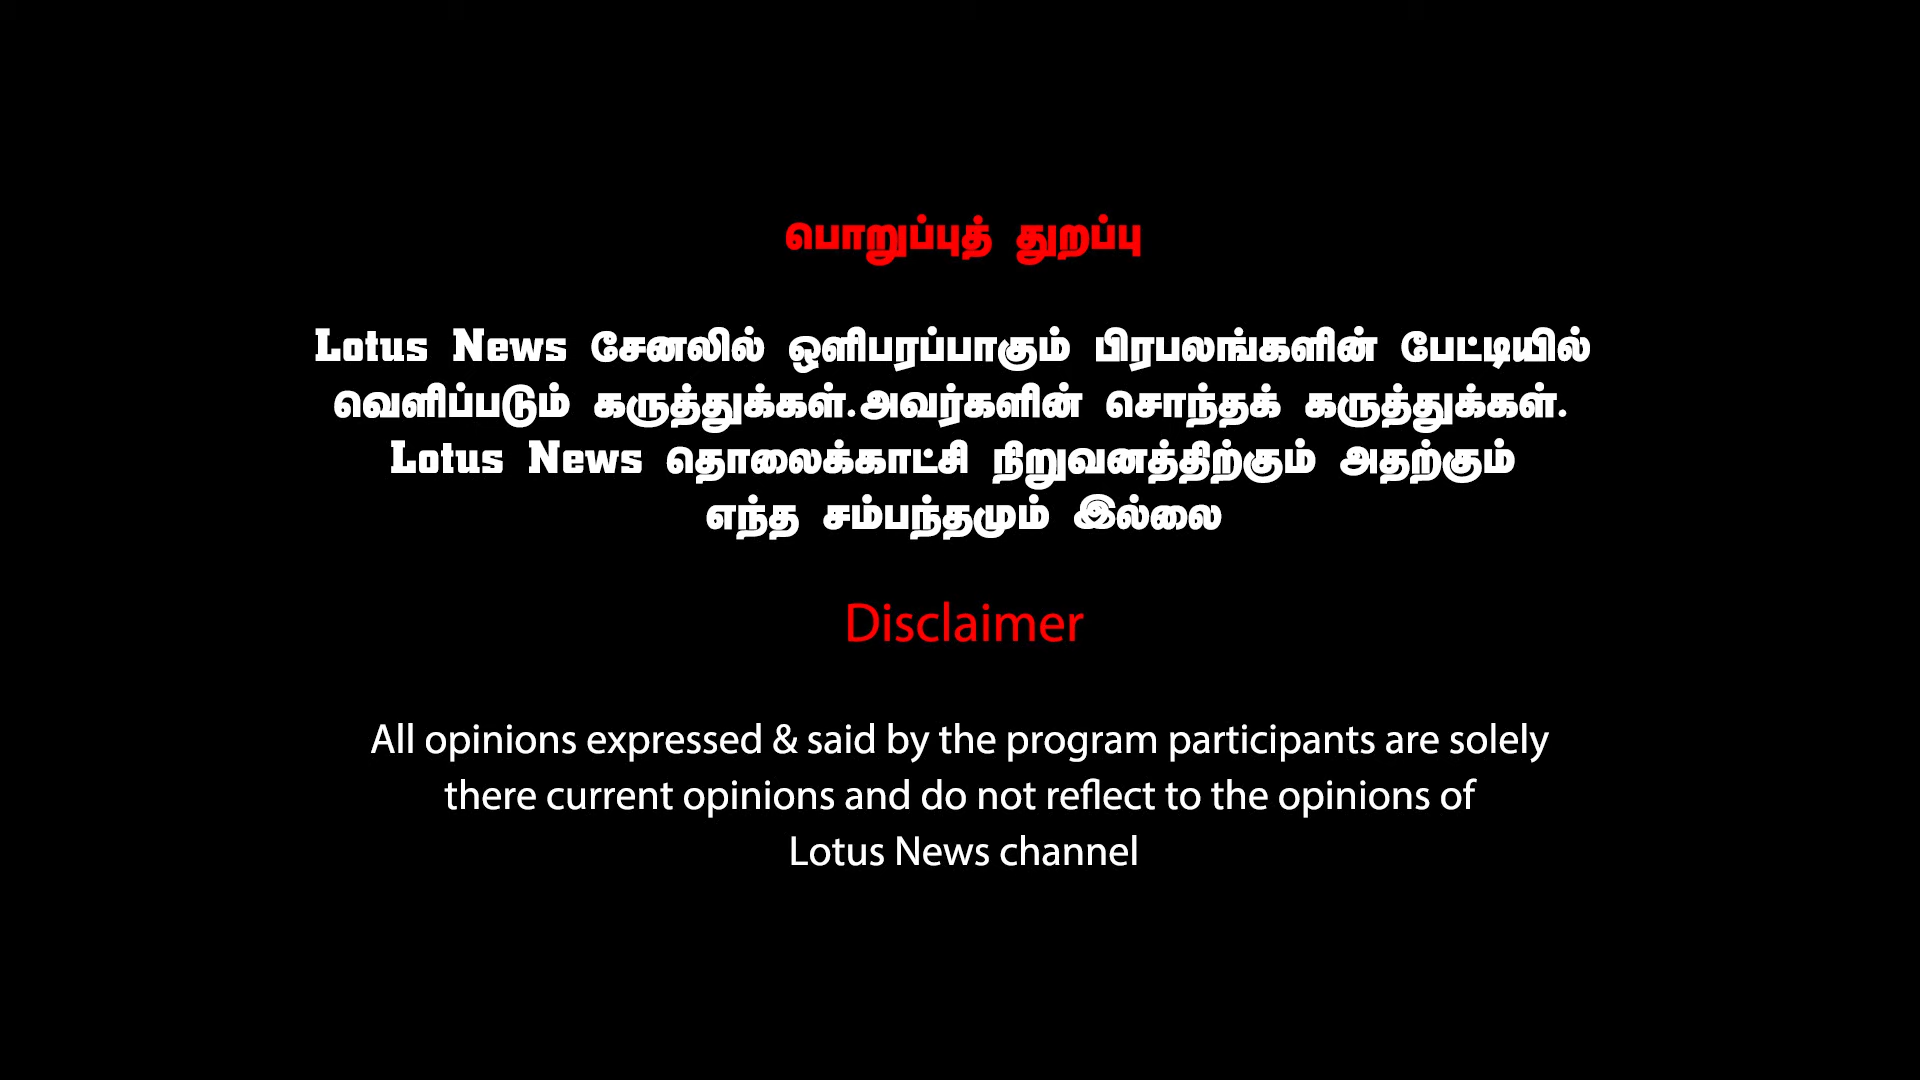 பொறுப்புத் துறப்பு
Lotus News சேனலில் ஒளிபரப்பாகும் பிரபலங்களின் பேட்டியில்
வெளிப்படும் கருத்துக்கள்.அவர்களின் சொந்தக் கருத்துக்கள்.
Lotus News தொலைக்காட்சி நிறுவனத்திற்கும் அதற்கும்
எந்த சம்பந்தமும் இல்லை
Disclaimer
All opinions expressed & said by the program participants are solely
there current opinions and do not reflect to the opinions of
Lotus News channel